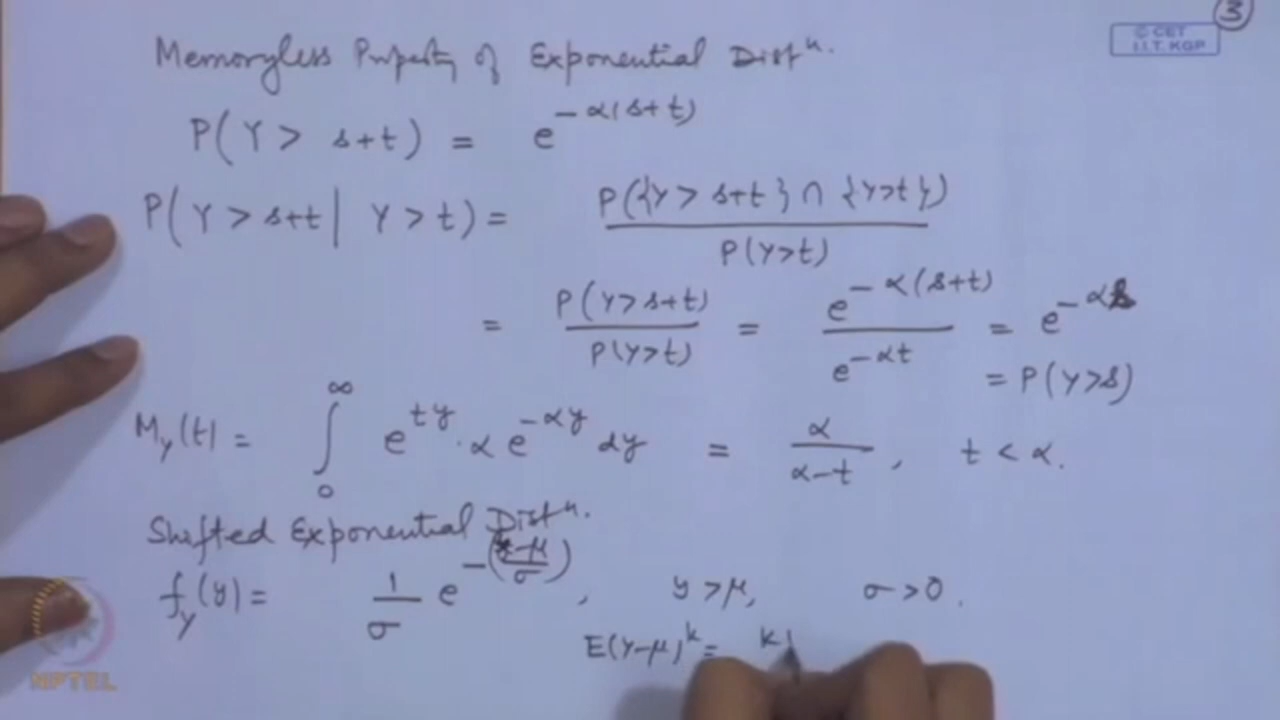 3
© CET
I.I.T. KGP
Memoryless Property of Exponential Distⁿ.
P(Y > s+t) = e^{-α(s+t)}
P(Y > s+t | Y > t) = P({Y > s+t} ∩ {Y>t}) / P(Y>t)
= P(Y>s+t) / P(Y>t) = e^{-α(s+t)} / e^{-αt} = e^{-αs}
= P(Y>s)
M_Y(t) = ∫_0^∞ e^{ty} · α e^{-αy} dy = α / (α-t), t < α.
Shifted Exponential Distⁿ.
f_Y(y) = 1/σ e^{-((y-μ)/σ)}, y > μ, σ > 0.
E(Y-μ)^k = k!
NPTEL